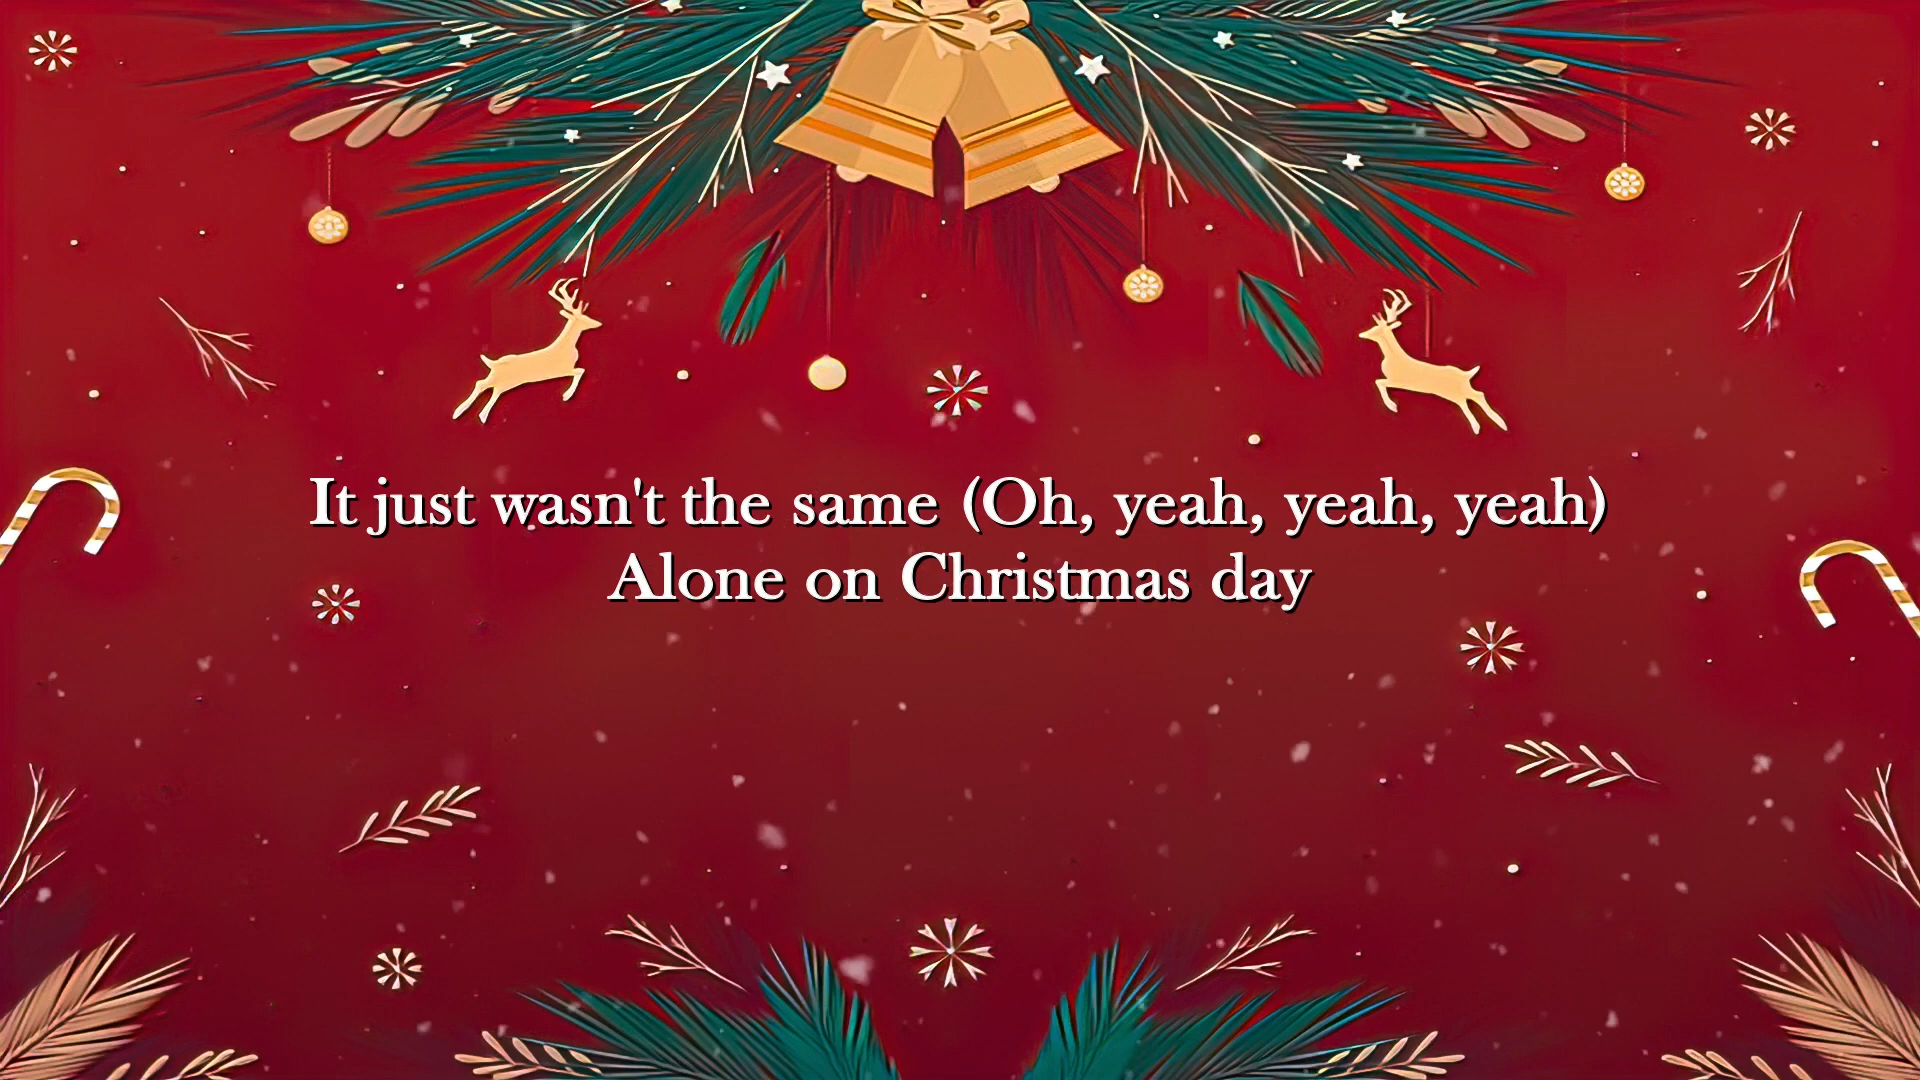 It just wasn't the same (Oh, yeah, yeah, yeah)
Alone on Christmas day